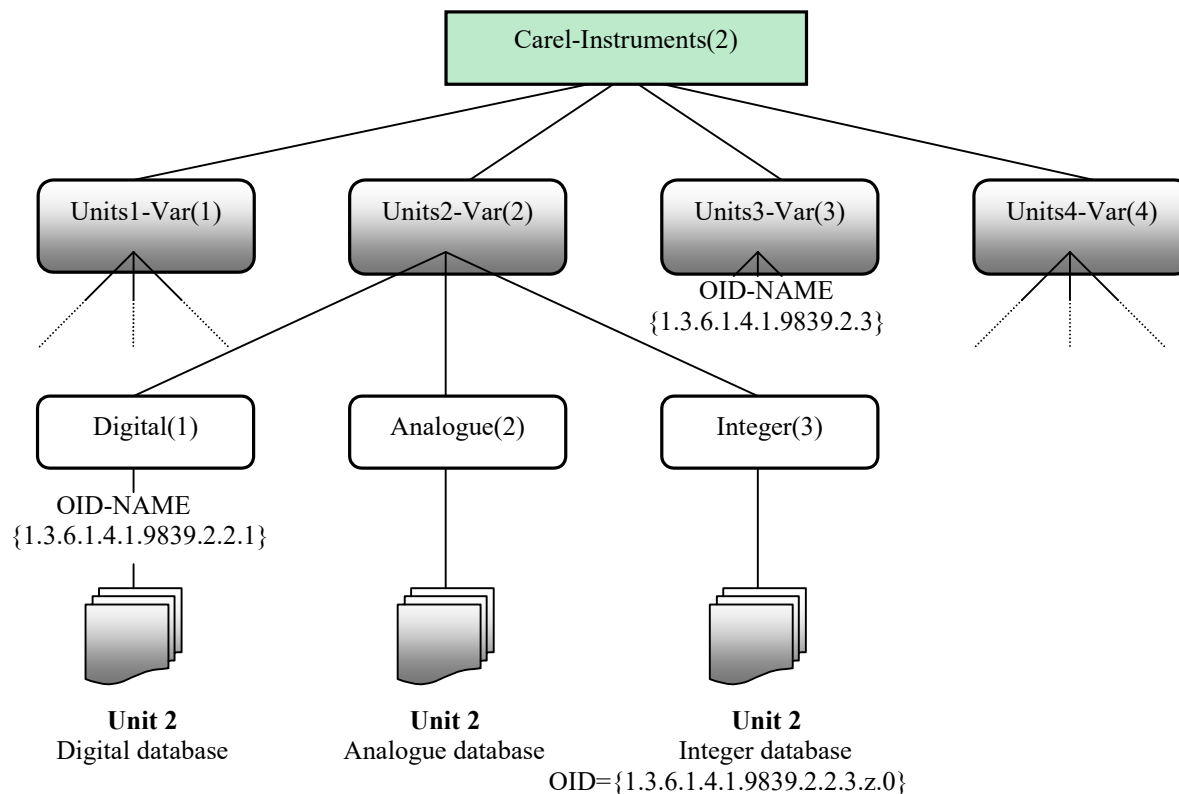 Carel-Instruments(2)
Units1-Var(1)
Units2-Var(2)
Units3-Var(3)
Units4-Var(4)
OID-NAME
{1.3.6.1.4.1.9839.2.3}
Digital(1)
Analogue(2)
Integer(3)
OID-NAME
{1.3.6.1.4.1.9839.2.2.1}
Unit 2
Digital database
Unit 2
Analogue database
Unit 2
Integer database
OID={1.3.6.1.4.1.9839.2.2.3.z.0}